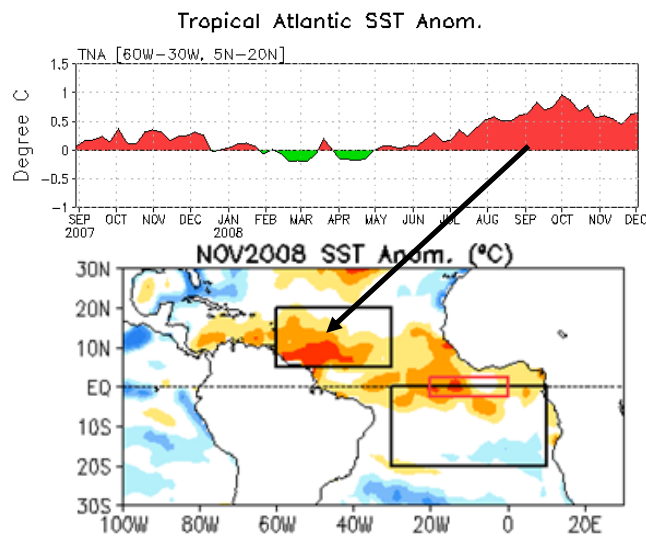 Tropical Atlantic SST Anom.
TNA [60W-30W, 5N-20N]
1.5
1
0.5
0
-0.5
-1
Degree C
SEP OCT NOV DEC JAN FEB MAR APR MAY JUN JUL AUG SEP OCT NOV DEC
2007 2008
NOV2008 SST Anom. (°C)
30N
20N
10N
EQ
10S
20S
30S
100W 80W 60W 40W 20W 0 20E